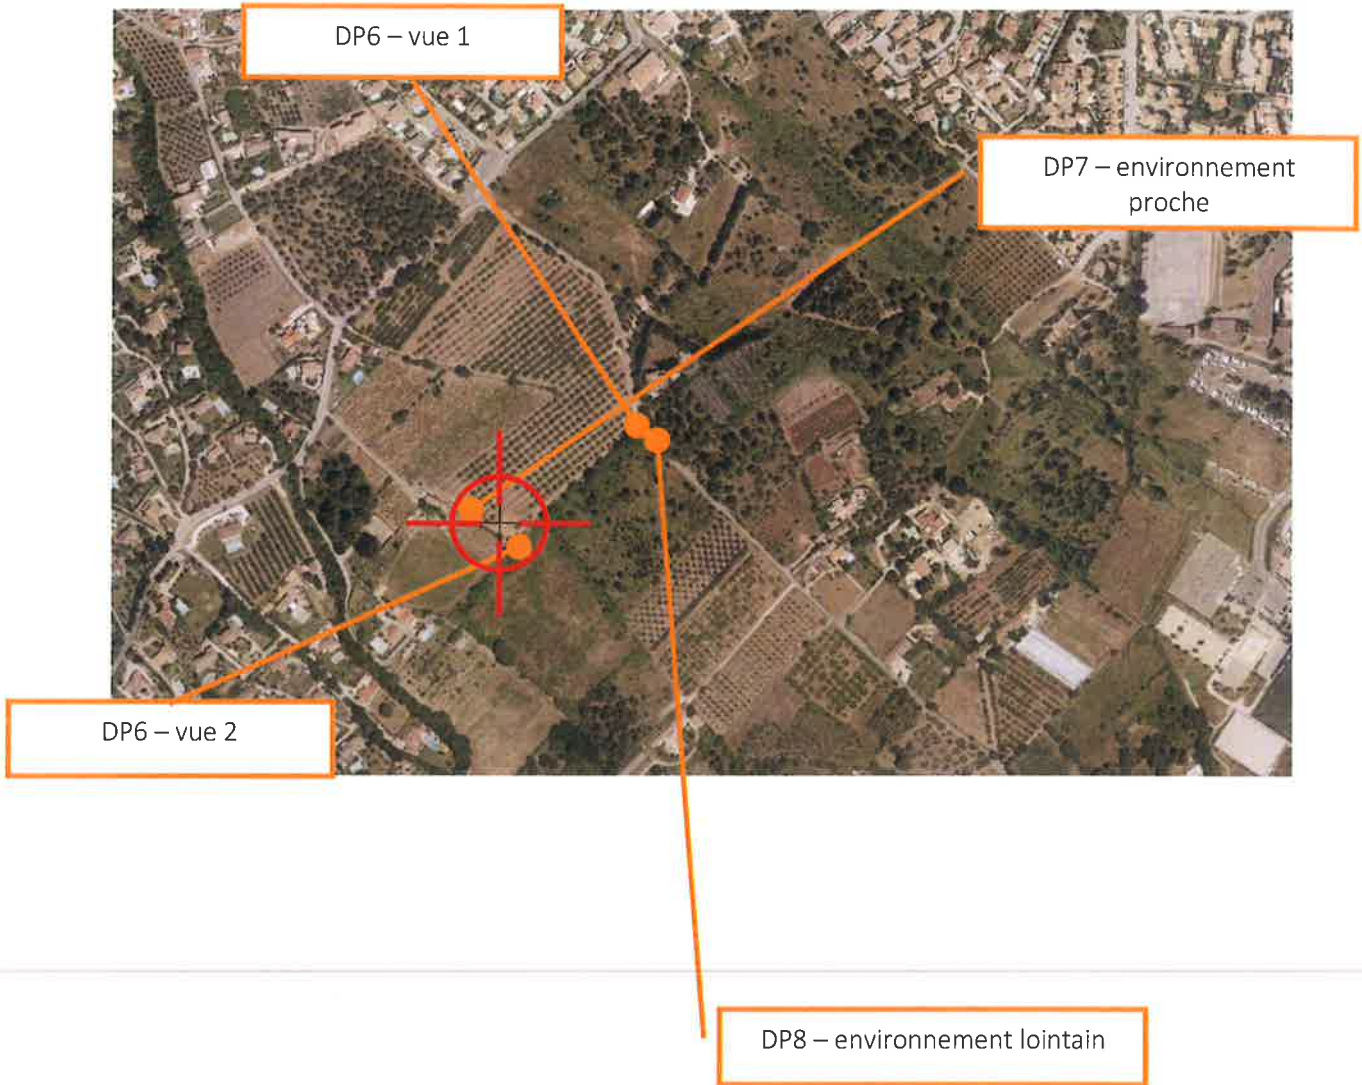 DP6 – vue 1
DP7 – environnement
proche
DP6 – vue 2
DP8 – environnement lointain